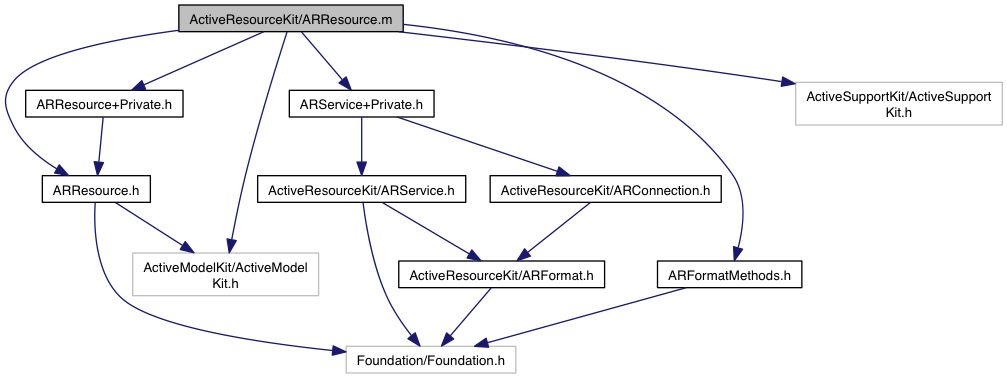 ActiveResourceKit/ARResource.m
ARResource+Private.h
ARService+Private.h
ActiveSupportKit/ActiveSupport
Kit.h
ARResource.h
ActiveResourceKit/ARService.h
ActiveResourceKit/ARConnection.h
ActiveModelKit/ActiveModel
Kit.h
ActiveResourceKit/ARFormat.h
ARFormatMethods.h
Foundation/Foundation.h